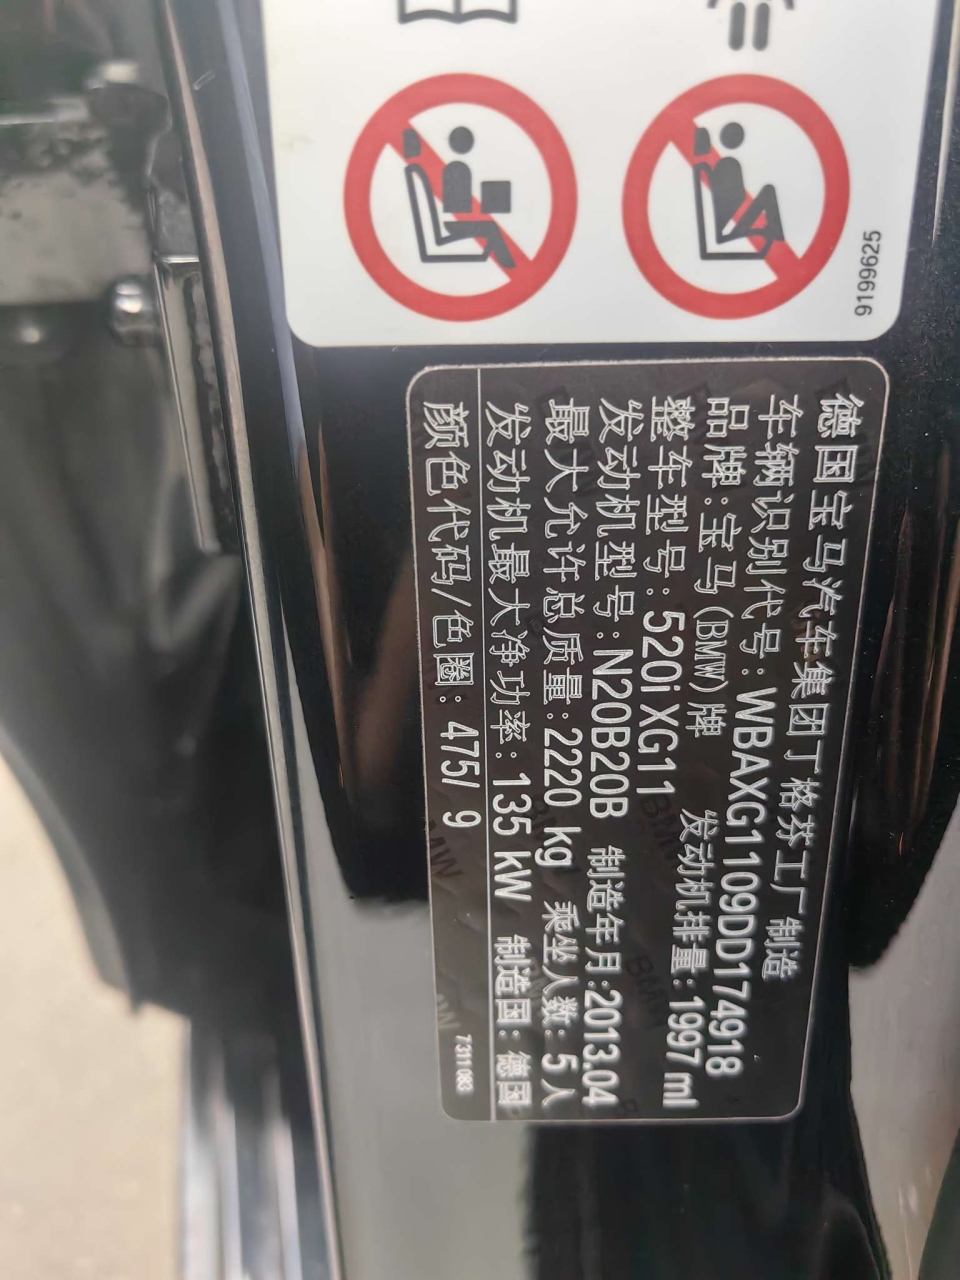 9199625
德国宝马汽车集团丁格芬工厂制造
车辆识别代号:WBAXG1109DD174918
品牌:宝马(BMW)牌 发动机排量:1997 ml
整车型号:520i XG11
发动机型号:N20B20B 制造年月:2013.04
最大允许总质量:2220 kg 乘坐人数:5人
发动机最大净功率:135 kW 制造国:德国
颜色代码/色圈:475/ 9
7 311 083